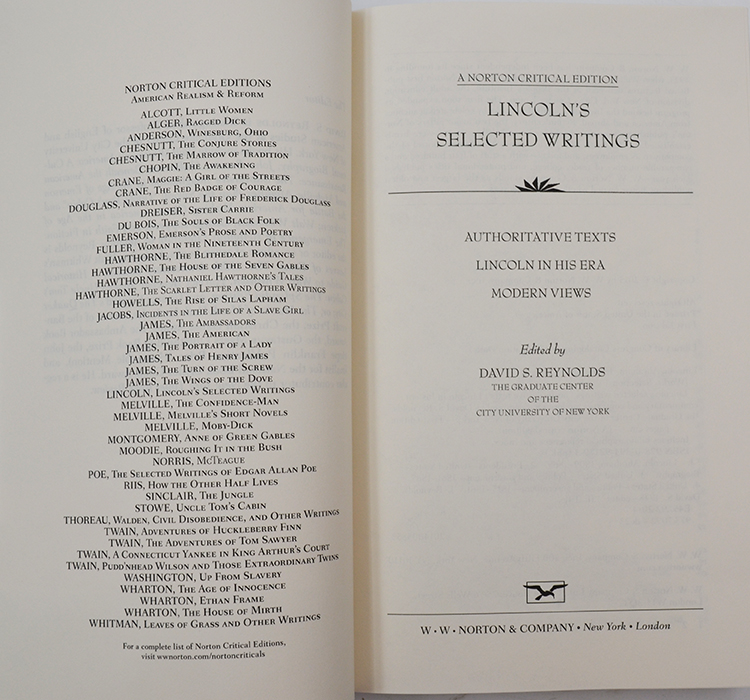 NORTON CRITICAL EDITIONS
AMERICAN REALISM & REFORM
ALCOTT, LITTLE WOMEN
ALGER, RAGGED DICK
ANDERSON, WINESBURG, OHIO
CHESNUTT, THE CONJURE STORIES
CHESNUTT, THE MARROW OF TRADITION
CHOPIN, THE AWAKENING
CRANE, MAGGIE: A GIRL OF THE STREETS
CRANE, THE RED BADGE OF COURAGE
DOUGLASS, NARRATIVE OF THE LIFE OF FREDERICK DOUGLASS
DREISER, SISTER CARRIE
DU BOIS, THE SOULS OF BLACK FOLK
EMERSON, EMERSON'S PROSE AND POETRY
FULLER, WOMAN IN THE NINETEENTH CENTURY
HAWTHORNE, THE BLITHEDALE ROMANCE
HAWTHORNE, THE HOUSE OF THE SEVEN GABLES
HAWTHORNE, NATHANIEL HAWTHORNE'S TALES
HAWTHORNE, THE SCARLET LETTER AND OTHER WRITINGS
HOWELLS, THE RISE OF SILAS LAPHAM
JACOBS, INCIDENTS IN THE LIFE OF A SLAVE GIRL
JAMES, THE AMBASSADORS
JAMES, THE AMERICAN
JAMES, THE PORTRAIT OF A LADY
JAMES, TALES OF HENRY JAMES
JAMES, THE TURN OF THE SCREW
JAMES, THE WINGS OF THE DOVE
LINCOLN, LINCOLN'S SELECTED WRITINGS
MELVILLE, THE CONFIDENCE-MAN
MELVILLE, MELVILLE'S SHORT NOVELS
MELVILLE, MOBY-DICK
MONTGOMERY, ANNE OF GREEN GABLES
MOODIE, ROUGHING IT IN THE BUSH
NORRIS, MCTEAGUE
POE, THE SELECTED WRITINGS OF EDGAR ALLAN POE
RIIS, HOW THE OTHER HALF LIVES
SINCLAIR, THE JUNGLE
STOWE, UNCLE TOM'S CABIN
THOREAU, WALDEN, CIVIL DISOBEDIENCE, AND OTHER WRITINGS
TWAIN, ADVENTURES OF HUCKLEBERRY FINN
TWAIN, THE ADVENTURES OF TOM SAWYER
TWAIN, A CONNECTICUT YANKEE IN KING ARTHUR'S COURT
TWAIN, PUDD'NHEAD WILSON AND THOSE EXTRAORDINARY TWINS
WASHINGTON, UP FROM SLAVERY
WHARTON, THE AGE OF INNOCENCE
WHARTON, ETHAN FRAME
WHARTON, THE HOUSE OF MIRTH
WHITMAN, LEAVES OF GRASS AND OTHER WRITINGS
For a complete list of Norton Critical Editions,
visit wwnorton.com/nortoncriticals
A NORTON CRITICAL EDITION
LINCOLN'S
SELECTED WRITINGS
AUTHORITATIVE TEXTS
LINCOLN IN HIS ERA
MODERN VIEWS
Edited by
DAVID S. REYNOLDS
THE GRADUATE CENTER
OF THE
CITY UNIVERSITY OF NEW YORK
W • W • NORTON & COMPANY • New York • London